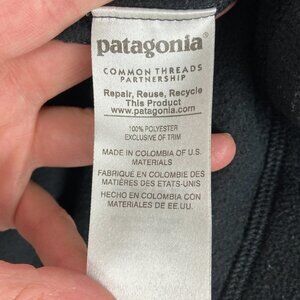 patagonia®
COMMON THREADS
PARTNERSHIP
Repair, Reuse, Recycle
This Product
www.patagonia.com
100% POLYESTER
EXCLUSIVE OF TRIM
MADE IN COLOMBIA OF U.S.
MATERIALS
FABRIQUÉ EN COLOMBIE DES
MATIÈRES DES ETATS-UNIS
HECHO EN COLOMBIA CON
MATERIALES DE EE.UU.